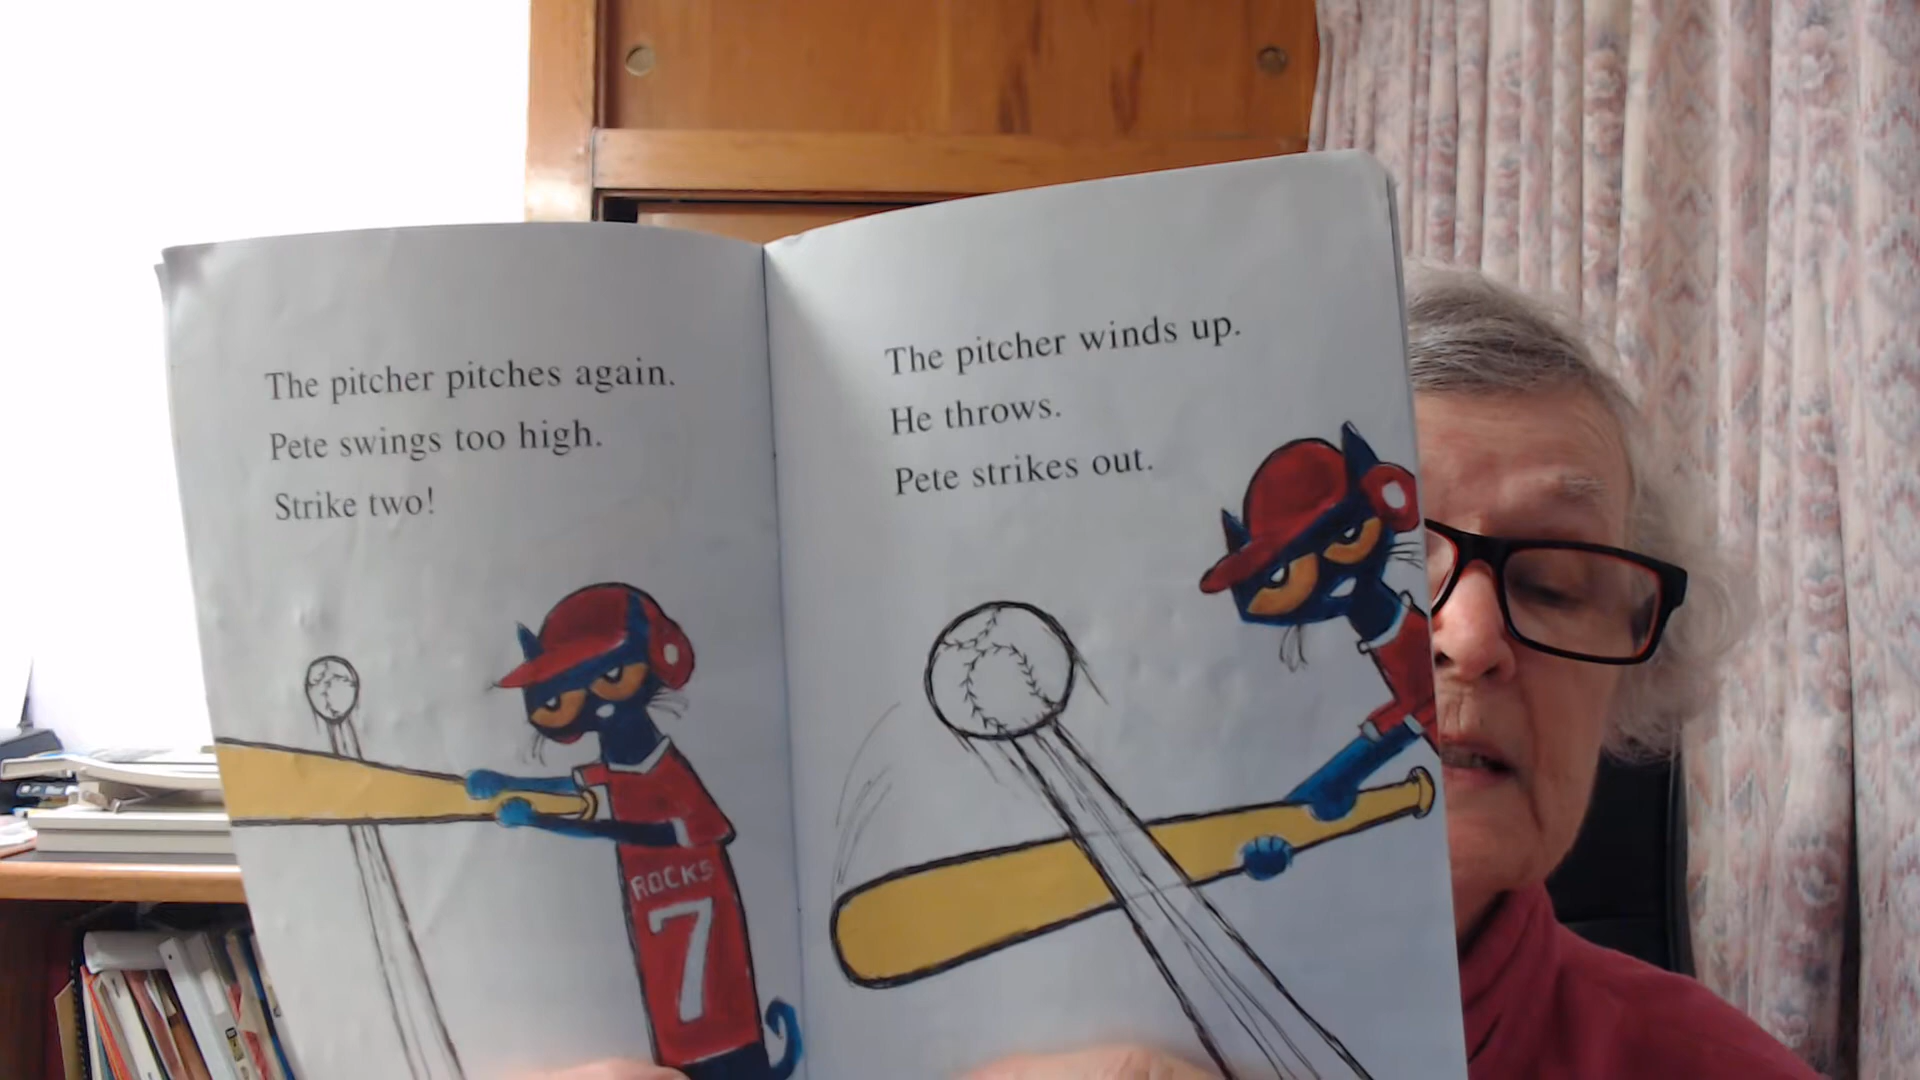 The pitcher pitches again.
Pete swings too high.
Strike two!
ROCKS
7
The pitcher winds up.
He throws.
Pete strikes out.